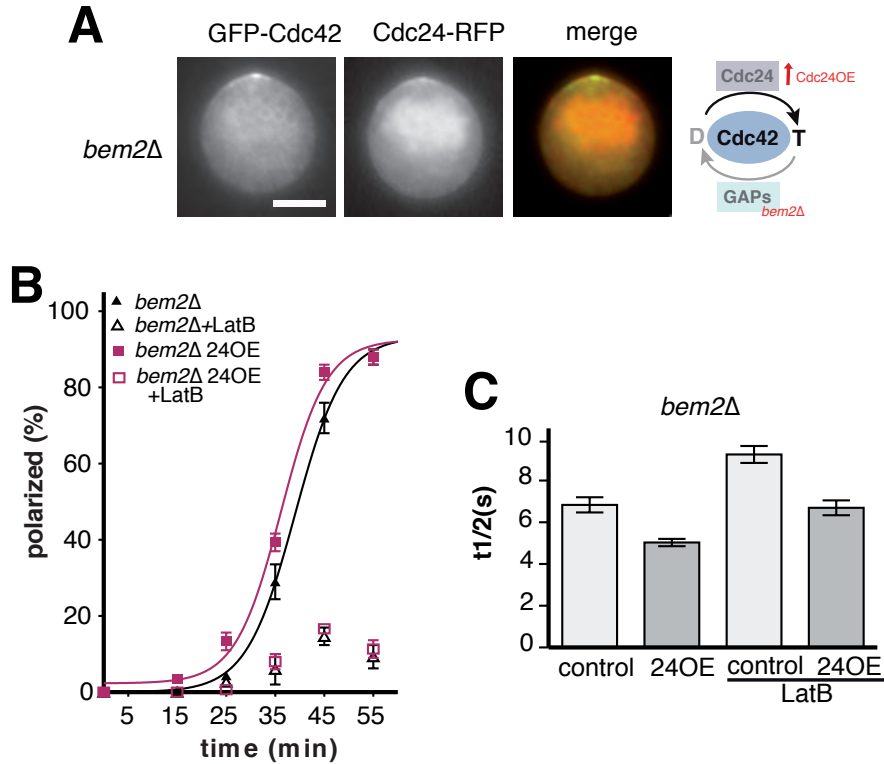 A
GFP-Cdc42 Cdc24-RFP merge
bem2Δ
Cdc24 Cdc24OE
D Cdc42 T
GAPs
bem2Δ
B
100
80
60
40
20
0
polarized (%)
bem2Δ
bem2Δ+LatB
bem2Δ 24OE
bem2Δ 24OE
+LatB
5 15 25 35 45 55
time (min)
C
bem2Δ
10
8
6
4
2
0
t1/2(s)
control 24OE control 24OE
LatB